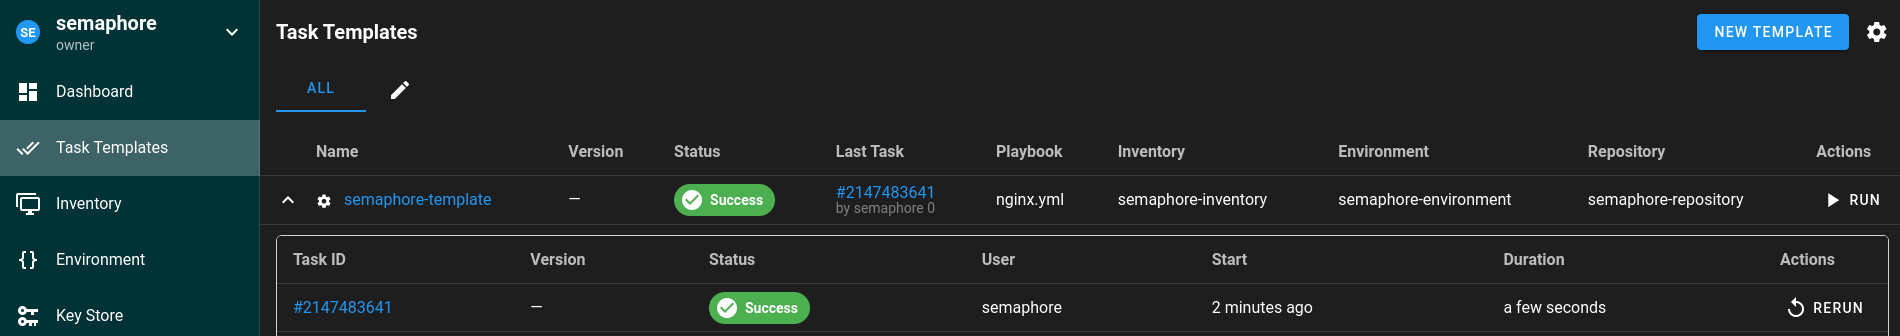 SE
semaphore
owner
Dashboard
Task Templates
Inventory
Environment
Key Store
Task Templates
NEW TEMPLATE
ALL
Name Version Status Last Task Playbook Inventory Environment Repository Actions
semaphore-template — Success #2147483641 nginx.yml semaphore-inventory semaphore-environment semaphore-repository RUN
by semaphore 0
Task ID Version Status User Start Duration Actions
#2147483641 — Success semaphore 2 minutes ago a few seconds RERUN